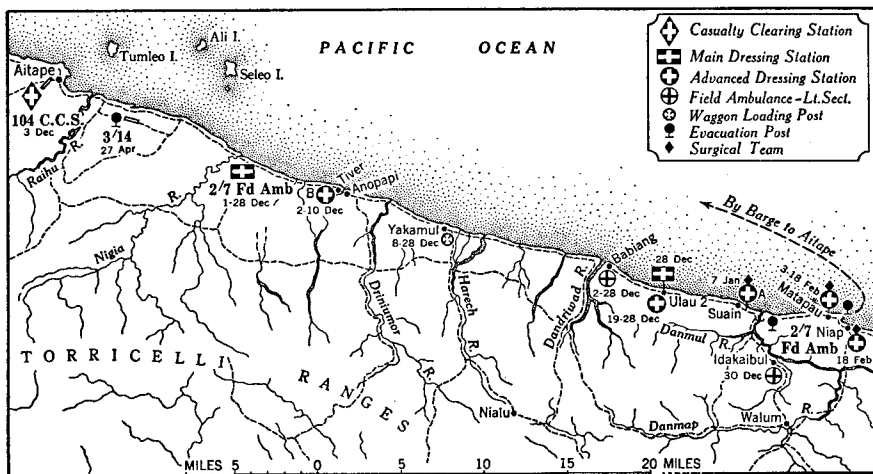 PACIFIC OCEAN
Casualty Clearing Station
Main Dressing Station
Advanced Dressing Station
Field Ambulance-Lt.Sect.
Waggon Loading Post
Evacuation Post
Surgical Team
Ali I.
Tumleo I.
Seleo I.
Aitape
104 C.C.S.
3 Dec
3/14
27 Apr
Raihu R.
2/7 Fd Amb
1-28 Dec
B
2-10 Dec
Tiver
Anopapi
Yakamul
8-28 Dec
By Barge to Aitape
Nigia R.
Driniumor R.
Harech R.
Dandriwad R.
Babiang
2-28 Dec
28 Dec
Ulau 2
19-28 Dec
7 Jan
A
Suain
3-18 Feb
Matapau
2/7 Niap
Fd Amb
18 Feb
Danmul R.
Idakaibul
30 Dec
TORRICELLI RANGES
Nialu
Danmap R.
Walum
MILES 5 0 5 10 15 20 MILES